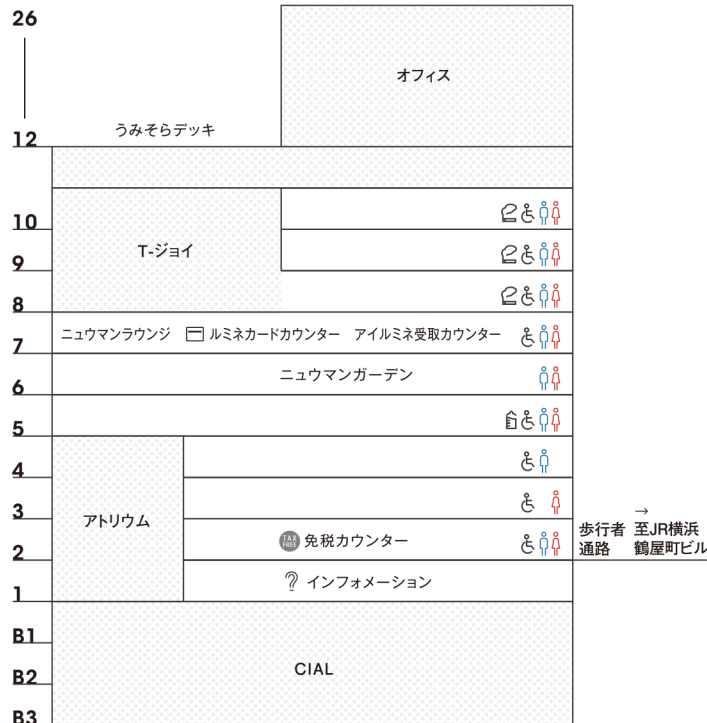 26
オフィス
うみそらデッキ
12
10
T-ジョイ
9
8
ニュウマンラウンジ ルミネカードカウンター アイルミネ受取カウンター
7
ニュウマンガーデン
6
5
4
3
アトリウム
TAX FREE 免税カウンター
歩行者通路
→
至JR横浜鶴屋町ビル
2
? インフォメーション
1
B1
CIAL
B2
B3